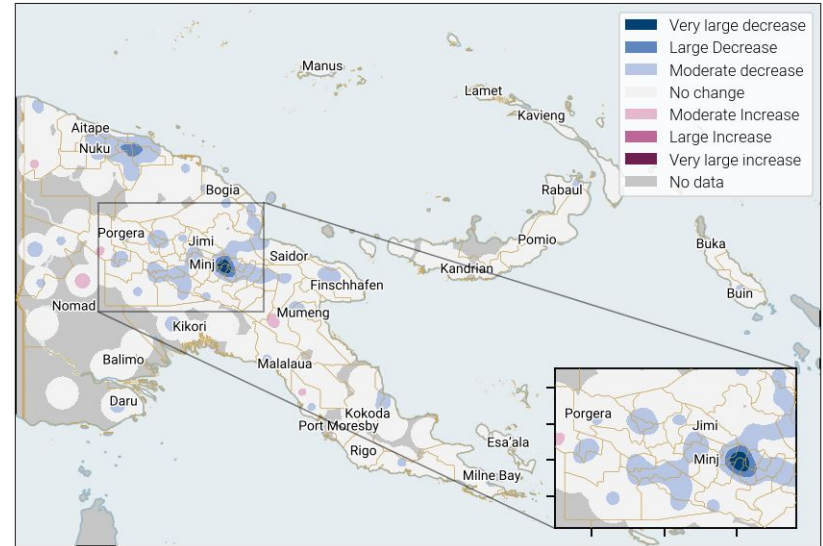 Very large decrease
Large Decrease
Moderate decrease
No change
Moderate Increase
Large Increase
Very large increase
No data
Manus
Lamet
Kavieng
Aitape
Nuku
Bogia
Rabaul
Porgera
Jimi
Minj
Saidor
Pomio
Buka
Kandrian
Finschhafen
Buin
Nomad
Mumeng
Kikori
Balimo
Malalaua
Daru
Kokoda
Port Moresby
Rigo
Esa'ala
Milne Bay
Porgera
Jimi
Minj